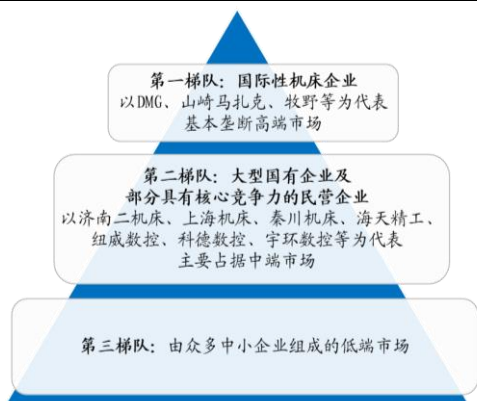 第一梯队：国际性机床企业
以DMG、山崎马扎克、牧野等为代表
基本垄断高端市场
第二梯队：大型国有企业及
部分具有核心竞争力的民营企业
以济南二机床、上海机床、秦川机床、海天精工、
纽威数控、科德数控、宇环数控等为代表
主要占据中端市场
第三梯队：由众多中小企业组成的低端市场